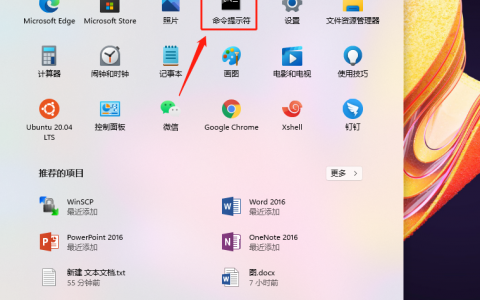 Microsoft Edge
Microsoft Store
照片
命令提示符
设置
文件资源管理器
计算器
闹钟和时钟
记事本
画图
电影和电视
使用技巧
Ubuntu 20.04
LTS
控制面板
微信
Google Chrome
Xshell
钉钉
推荐的项目
更多 >
WinSCP
最近添加
Word 2016
最近添加
PowerPoint 2016
最近添加
OneNote 2016
最近添加
新建 文本文档.txt
55 分钟前
图.docx
7 小时前